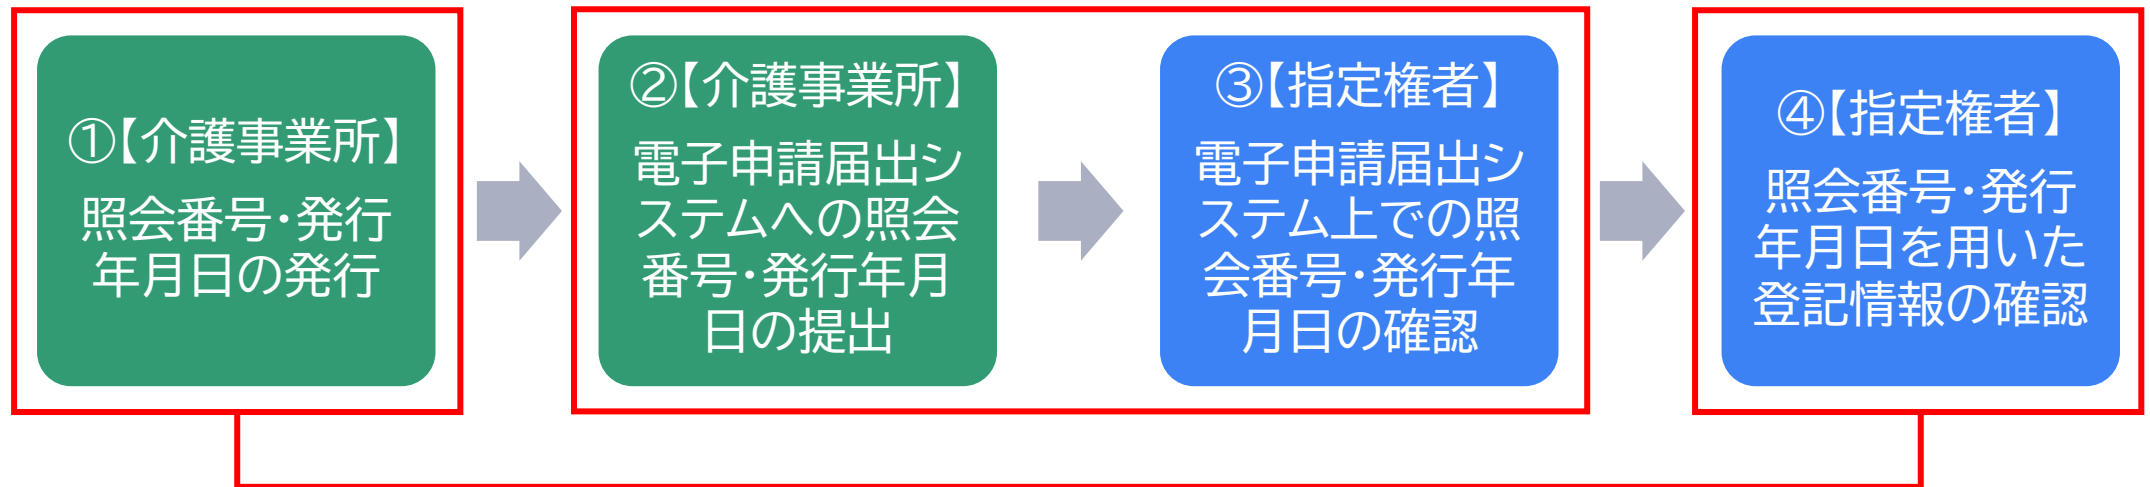 ①【介護事業所】
照会番号・発行
年月日の発行
②【介護事業所】
電子申請届出シ
ステムへの照会
番号・発行年月
日の提出
③【指定権者】
電子申請届出シ
ステム上での照
会番号・発行年
月日の確認
④【指定権者】
照会番号・発行
年月日を用いた
登記情報の確認